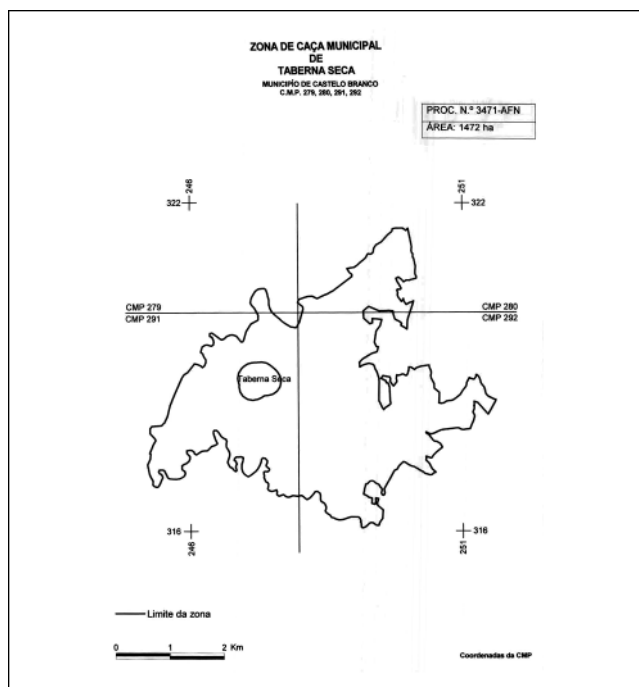 ZONA DE CAÇA MUNICIPAL
DE
TABERNA SECA
MUNICIPÍO DE CASTELO BRANCO
C.M.P. 279, 280, 291, 292
PROC. N.º 3471-AFN
ÁREA: 1472 ha
246
251
322
322
CMP 279
CMP 280
CMP 291
CMP 292
Taberna Seca
316
316
246
251
Limite da zona
0 1 2 Km
Coordenadas da CMP